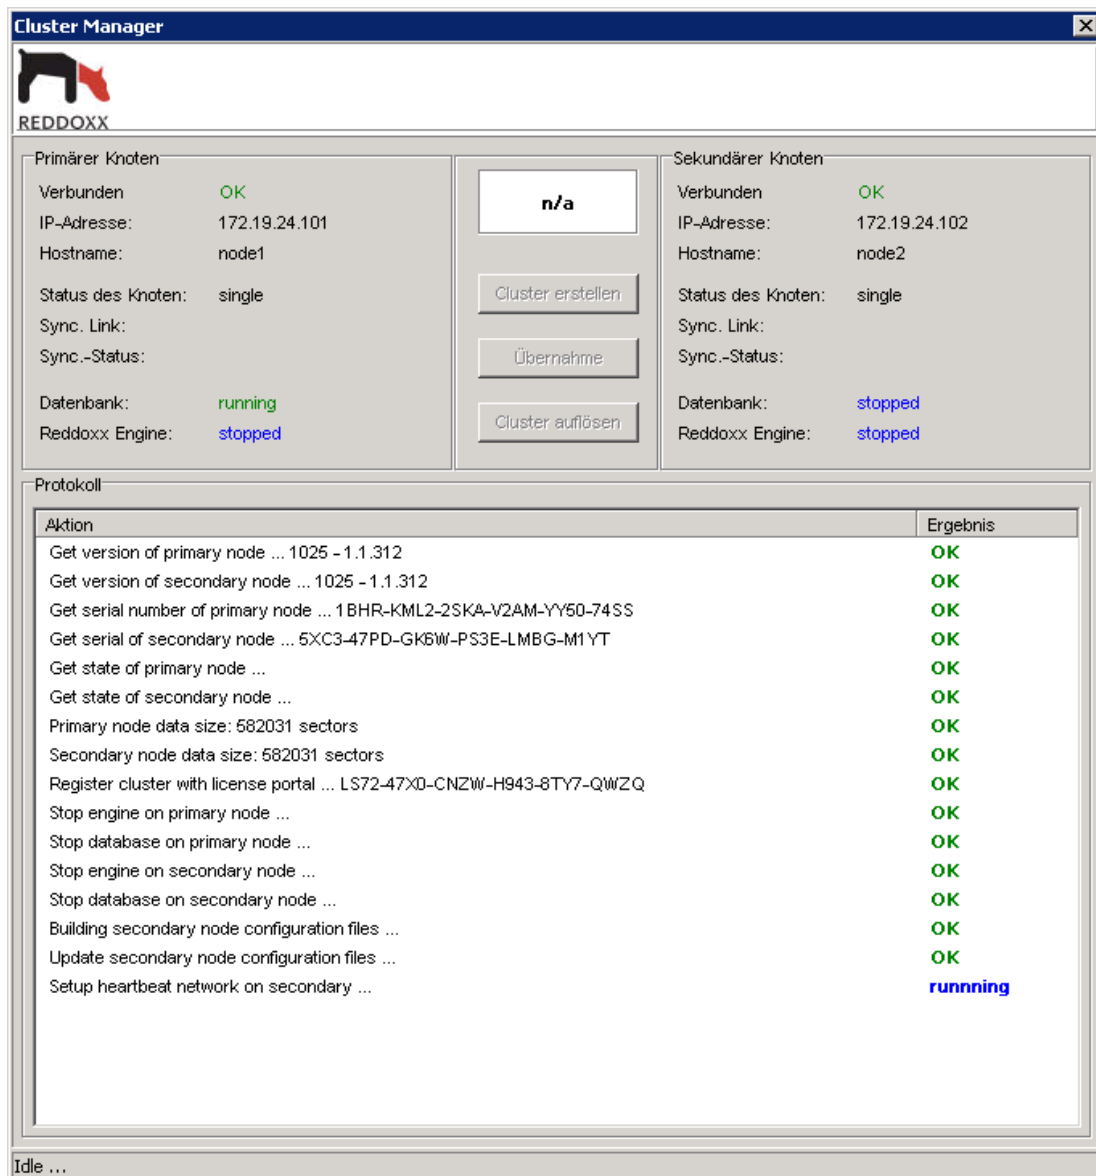 Cluster Manager
REDDOXX
Primärer Knoten
Verbunden OK
IP-Adresse: 172.19.24.101
Hostname: node1
Status des Knoten: single
Sync. Link:
Sync.-Status:
Datenbank: running
Reddoxx Engine: stopped
n/a
Cluster erstellen
Übernahme
Cluster auflösen
Sekundärer Knoten
Verbunden OK
IP-Adresse: 172.19.24.102
Hostname: node2
Status des Knoten: single
Sync. Link:
Sync.-Status:
Datenbank: stopped
Reddoxx Engine: stopped
Protokoll
Aktion Ergebnis
Get version of primary node ... 1025 - 1.1.312 OK
Get version of secondary node ... 1025 - 1.1.312 OK
Get serial number of primary node ... 1BHR-KML2-2SKA-V2AM-YY50-74SS OK
Get serial of secondary node ... 5XC3-47PD-GK6W-PS3E-LMBG-M1YT OK
Get state of primary node ... OK
Get state of secondary node ... OK
Primary node data size: 582031 sectors OK
Secondary node data size: 582031 sectors OK
Register cluster with license portal ... LS72-47X0-CNZW-H943-8TY7-QWZQ OK
Stop engine on primary node ... OK
Stop database on primary node ... OK
Stop engine on secondary node ... OK
Stop database on secondary node ... OK
Building secondary node configuration files ... OK
Update secondary node configuration files ... OK
Setup heartbeat network on secondary ... runnning
Idle ...